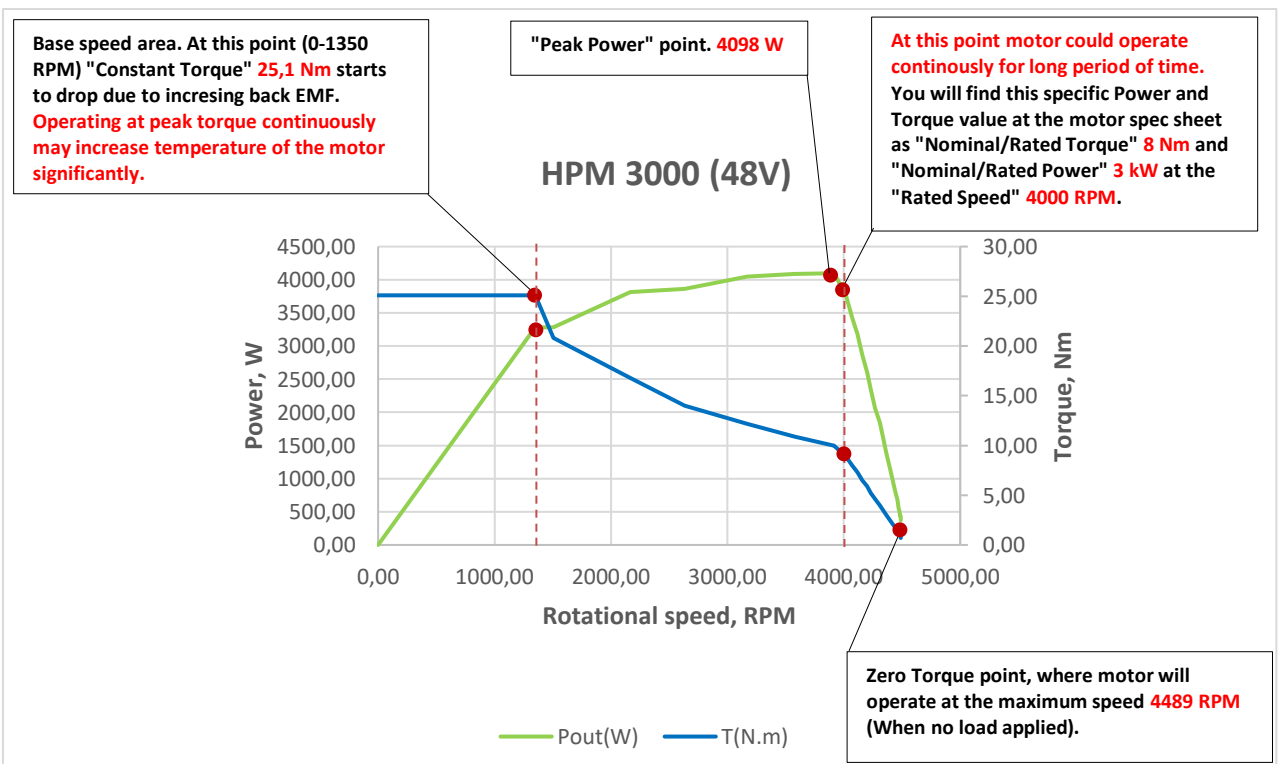 Base speed area. At this point (0-1350
RPM) "Constant Torque" 25,1 Nm starts
to drop due to incresing back EMF.
Operating at peak torque continuously
may increase temperature of the motor
significantly.
"Peak Power" point. 4098 W
At this point motor could operate
continously for long period of time.
You will find this specific Power and
Torque value at the motor spec sheet
as "Nominal/Rated Torque" 8 Nm and
"Nominal/Rated Power" 3 kW at the
"Rated Speed" 4000 RPM.
HPM 3000 (48V)
Power, W
4500,00
4000,00
3500,00
3000,00
2500,00
2000,00
1500,00
1000,00
500,00
0,00
30,00
25,00
20,00
15,00
10,00
5,00
0,00
Torque, Nm
0,00 1000,00 2000,00 3000,00 4000,00 5000,00
Rotational speed, RPM
Zero Torque point, where motor will
operate at the maximum speed 4489 RPM
(When no load applied).
Pout(W) T(N.m)